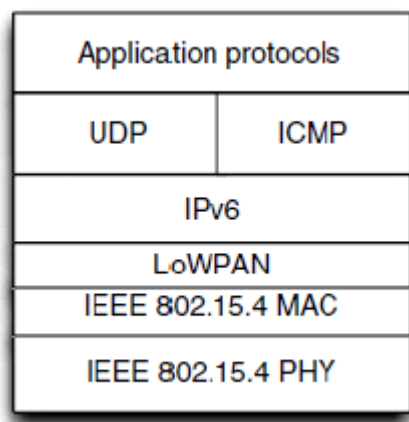 Application protocols
UDP ICMP
IPv6
LoWPAN
IEEE 802.15.4 MAC
IEEE 802.15.4 PHY